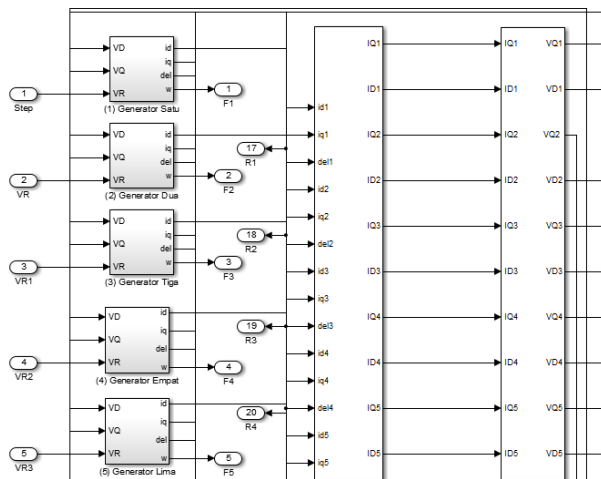 VD
VQ
VR
id
iq
del
w
(1) Generator Satu
1
Step
1
F1
VD
VQ
VR
id
iq
del
w
(2) Generator Dua
2
VR
17
R1
2
F2
VD
VQ
VR
id
iq
del
w
(3) Generator Tiga
3
VR1
18
R2
3
F3
VD
VQ
VR
id
iq
del
w
(4) Generator Empat
4
VR2
19
R3
4
F4
VD
VQ
VR
id
iq
del
w
(5) Generator Lima
5
VR3
20
R4
5
F5
id1
iq1
del1
id2
iq2
del2
id3
iq3
del3
id4
iq4
del4
id5
iq5
IQ1
ID1
IQ2
ID2
IQ3
ID3
IQ4
ID4
IQ5
ID5
IQ1
ID1
IQ2
ID2
IQ3
ID3
IQ4
ID4
IQ5
ID5
VQ1
VD1
VQ2
VD2
VQ3
VD3
VQ4
VD4
VQ5
VD5